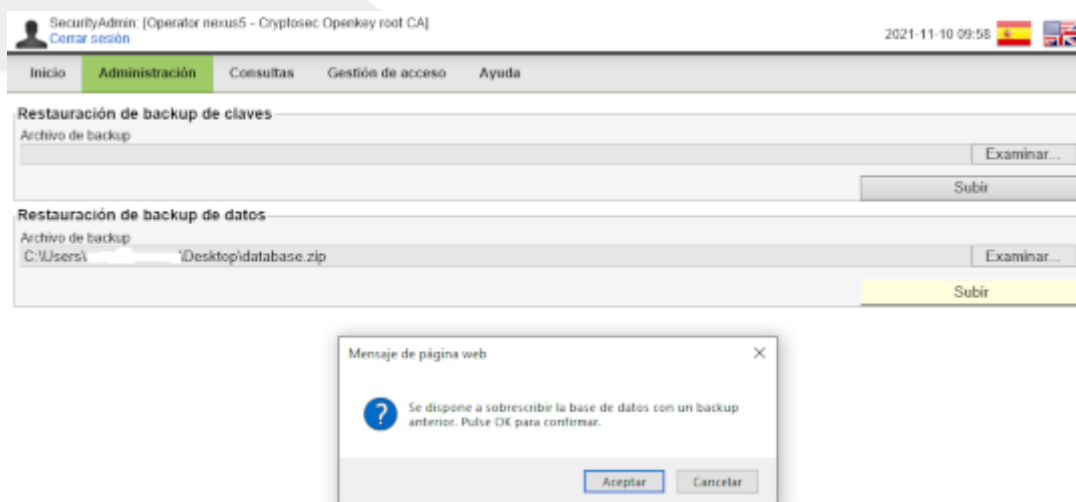 SecurityAdmin: [Operator nexus5 - Cryptosec Openkey root CA]
Cerrar sesión
2021-11-10 09:58
Inicio Administración Consultas Gestión de acceso Ayuda
Restauración de backup de claves
Archivo de backup
Examinar...
Subir
Restauración de backup de datos
Archivo de backup
C:\Users\ \Desktop\database.zip
Examinar...
Subir
Mensaje de página web
Se dispone a sobrescribir la base de datos con un backup
anterior. Pulse OK para confirmar.
Aceptar Cancelar